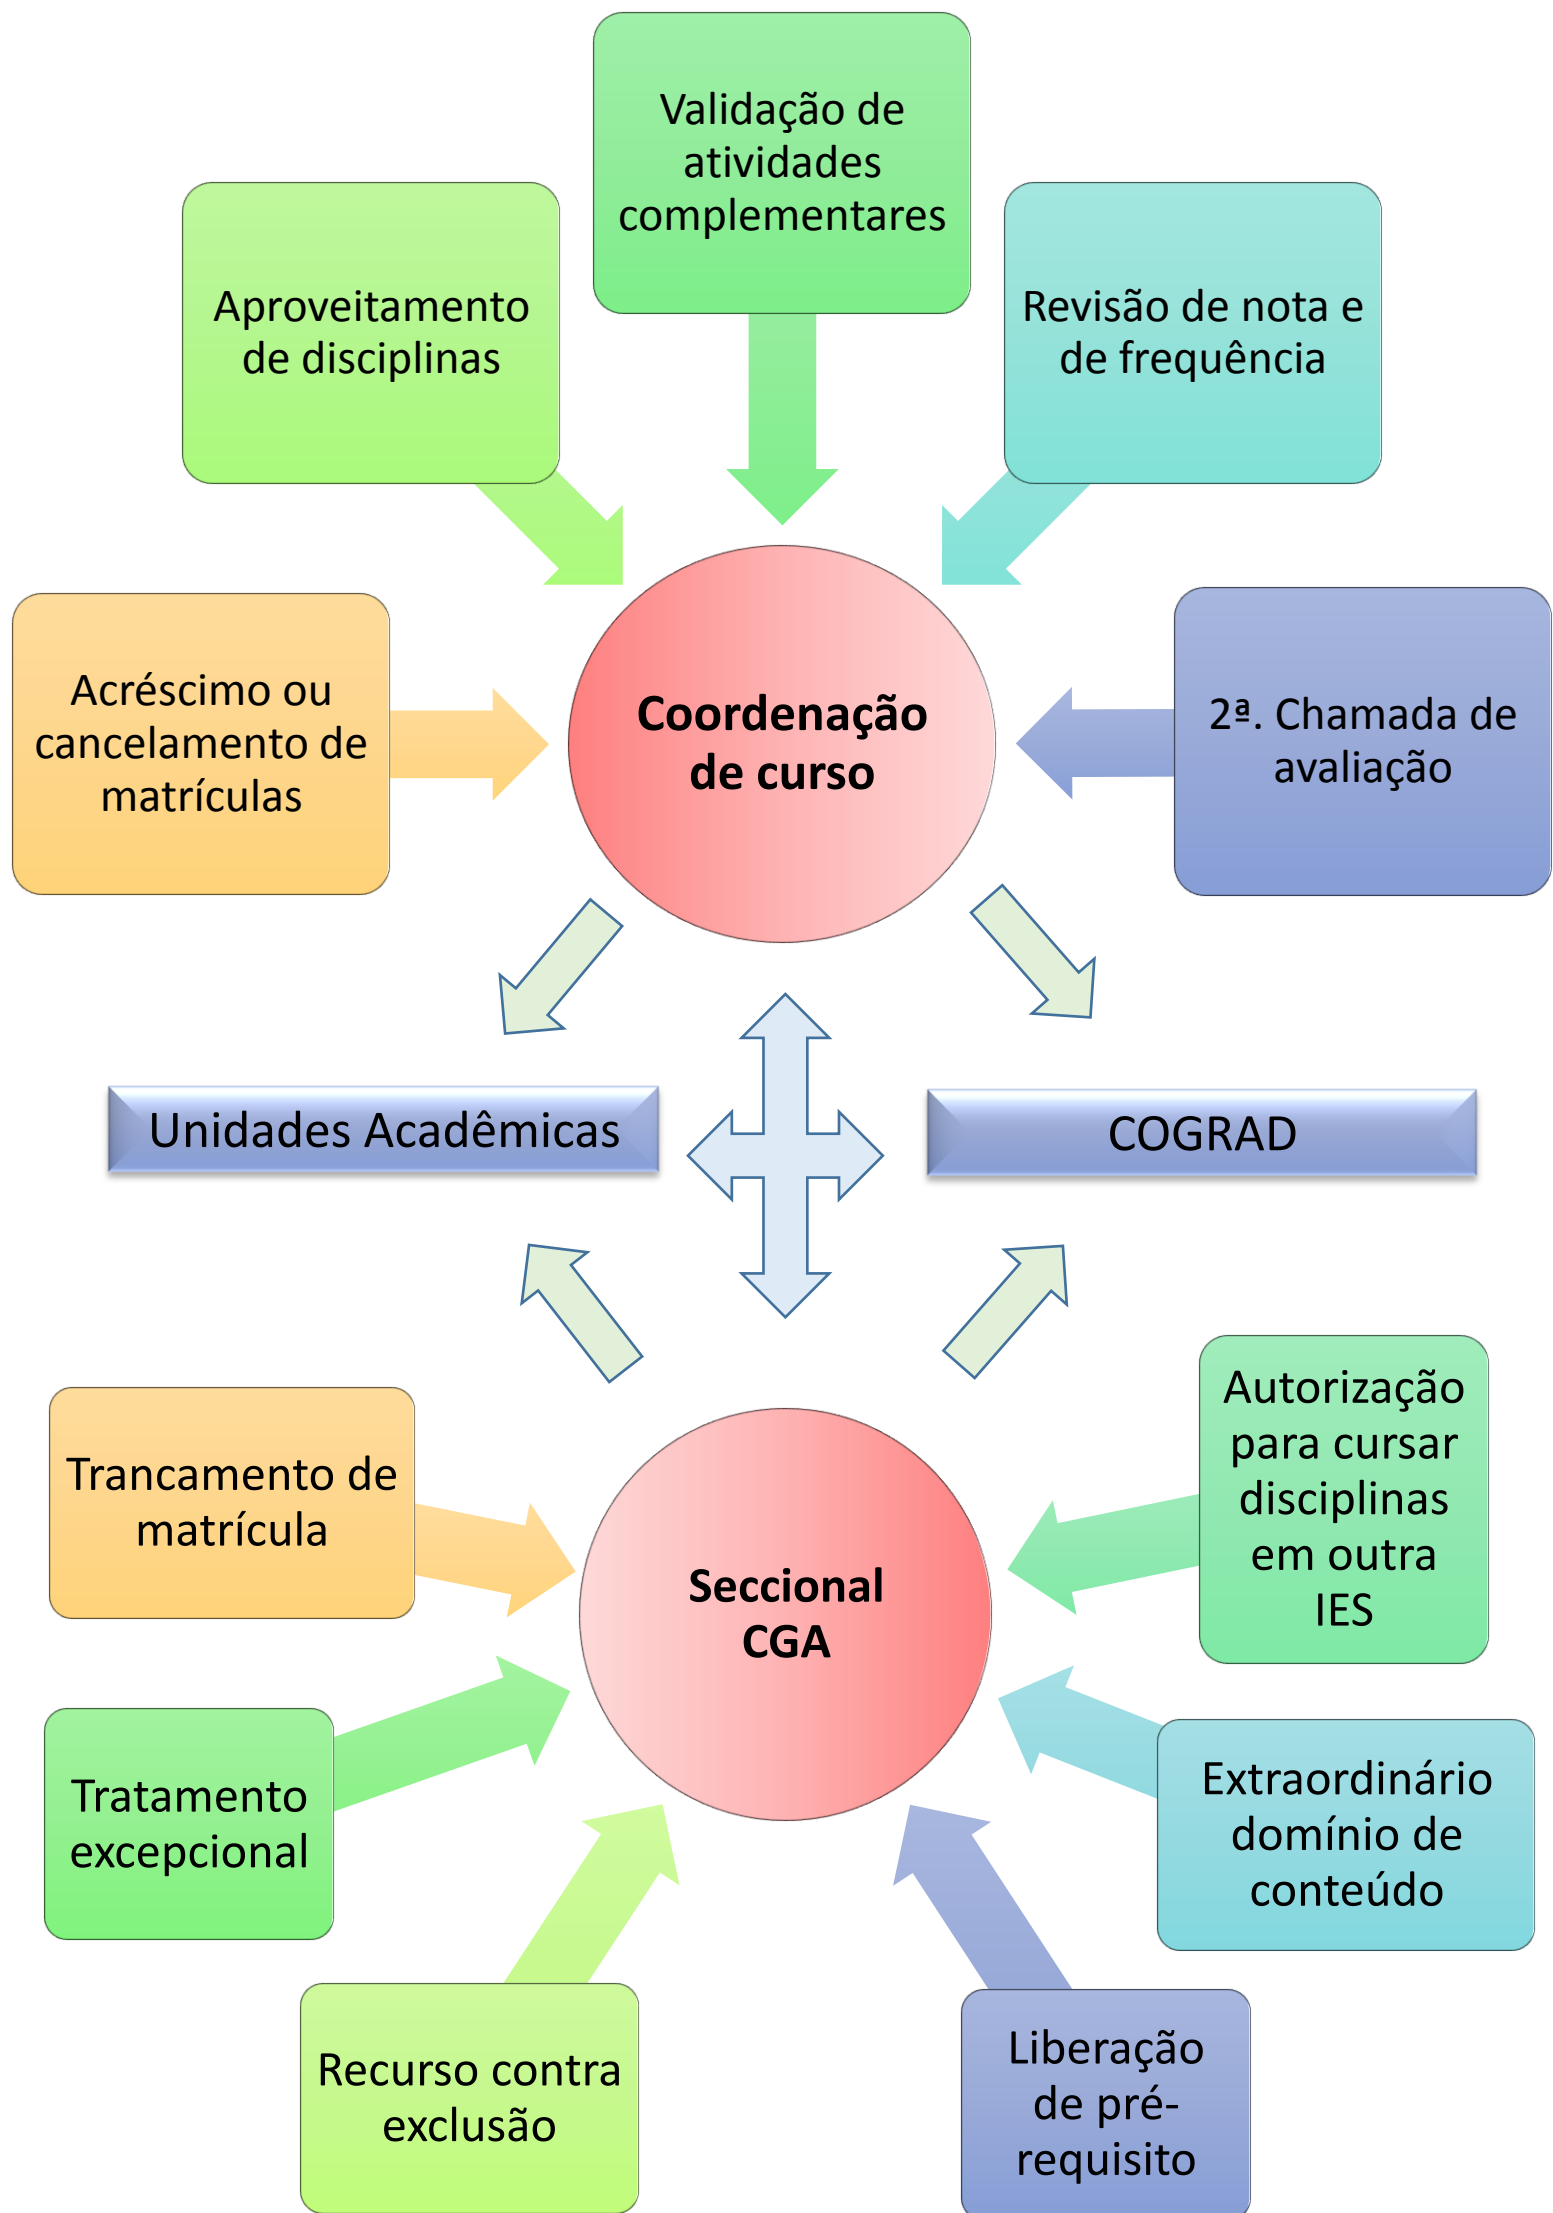 Validação de
atividades
complementares
Aproveitamento
de disciplinas
Revisão de nota e
de frequência
Acréscimo ou
cancelamento de
matrículas
Coordenação
de curso
2ª. Chamada de
avaliação
Unidades Acadêmicas
COGRAD
Trancamento de
matrícula
Autorização
para cursar
disciplinas
em outra
IES
Seccional
CGA
Tratamento
excepcional
Extraordinário
domínio de
conteúdo
Recurso contra
exclusão
Liberação
de pré-
requisito